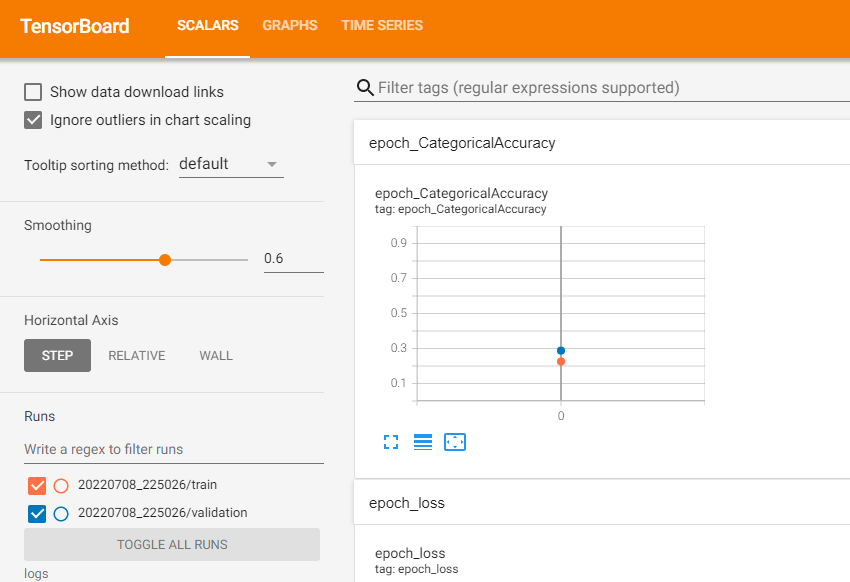 TensorBoard
SCALARS GRAPHS TIME SERIES
Show data download links
Ignore outliers in chart scaling
Tooltip sorting method: default
Smoothing
0.6
Horizontal Axis
STEP RELATIVE WALL
Runs
Write a regex to filter runs
20220708_225026/train
20220708_225026/validation
TOGGLE ALL RUNS
logs
Filter tags (regular expressions supported)
epoch_CategoricalAccuracy
epoch_CategoricalAccuracy
tag: epoch_CategoricalAccuracy
0.9
0.7
0.5
0.3
0.1
0
epoch_loss
epoch_loss
tag: epoch_loss